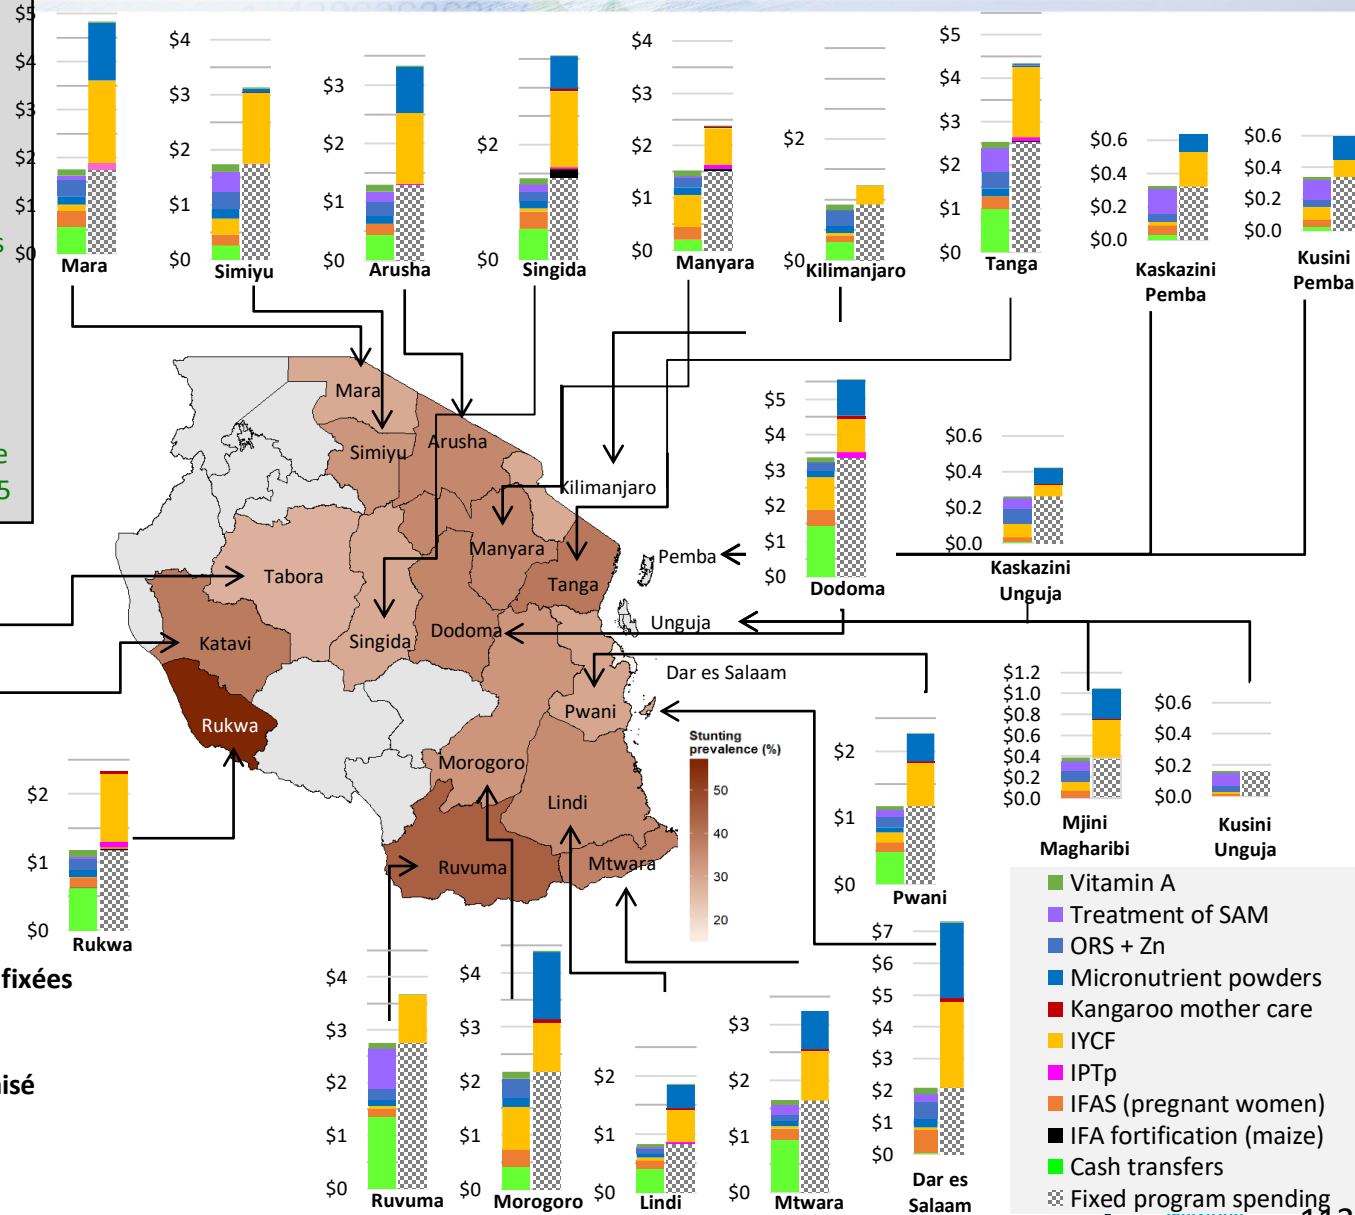 $5
$4
$3
$2
$1
$0
Mara
$4
$3
$2
$1
$0
Simiyu
$3
$2
$1
$0
Arusha
$2
$0
Singida
$4
$3
$2
$1
$0
Manyara
$2
$0
Kilimanjaro
$5
$4
$3
$2
$1
$0
Tanga
$0.6
$0.4
$0.2
$0.0
Kaskazini
Pemba
$0.6
$0.4
$0.2
$0.0
Kusini
Pemba
s
e
5
Mara
Simiyu
Arusha
Kilimanjaro
Manyara
Tanga
Tabora
Singida
Dodoma
Katavi
Rukwa
Pemba
Unguja
Dar es Salaam
Pwani
Morogoro
Lindi
Ruvuma
Mtwara
Stunting
prevalence (%)
50
40
30
20
$5
$4
$3
$2
$1
$0
Dodoma
$0.6
$0.4
$0.2
$0.0
Kaskazini
Unguja
$1.2
$1.0
$0.8
$0.6
$0.4
$0.2
$0.0
Mjini
Magharibi
$0.6
$0.4
$0.2
$0.0
Kusini
Unguja
$2
$1
$0
Pwani
$2
$1
$0
Rukwa
fixées
isé
$4
$3
$2
$1
$0
Ruvuma
$4
$3
$2
$1
$0
Morogoro
$2
$1
$0
Lindi
$3
$2
$1
$0
Mtwara
$7
$6
$5
$4
$3
$2
$1
$0
Dar es
Salaam
Vitamin A
Treatment of SAM
ORS + Zn
Micronutrient powders
Kangaroo mother care
IYCF
IPTp
IFAS (pregnant women)
IFA fortification (maize)
Cash transfers
Fixed program spending